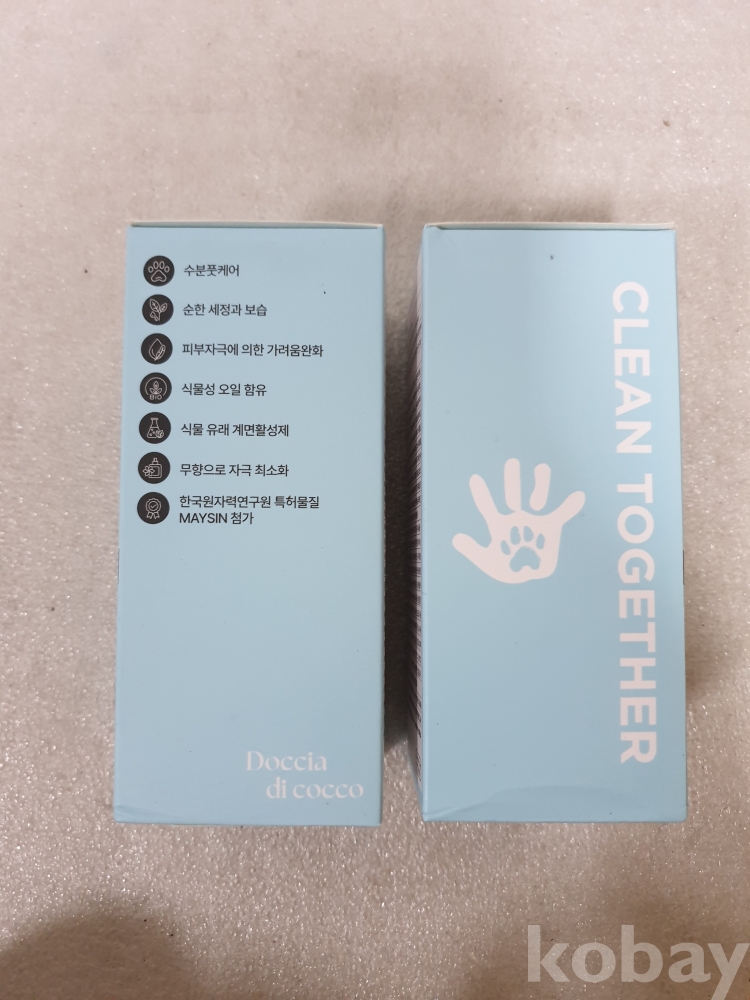 수분풋케어
순한 세정과 보습
피부자극에 의한 가려움완화
식물성 오일 함유
BIO
식물 유래 계면활성제
무향으로 자극 최소화
한국원자력연구원 특허물질
MAYSIN 첨가
Doccia
di cocco
CLEAN TOGETHER
kobay